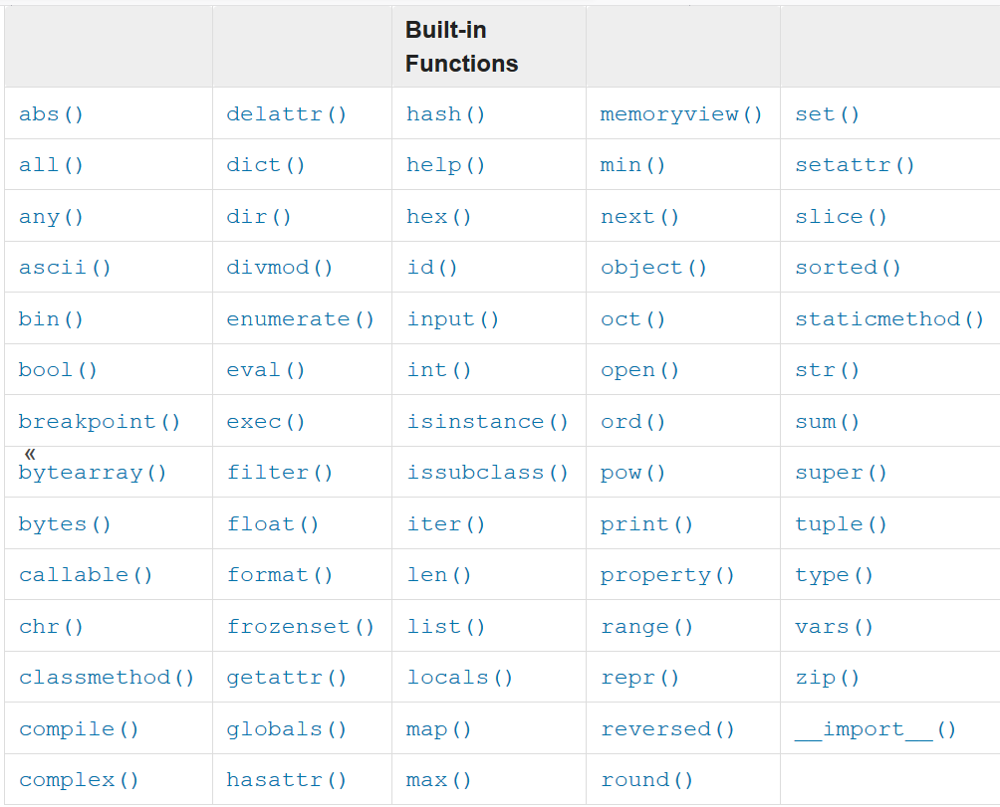 Built-in
Functions
abs() delattr() hash() memoryview() set()
all() dict() help() min() setattr()
any() dir() hex() next() slice()
ascii() divmod() id() object() sorted()
bin() enumerate() input() oct() staticmethod()
bool() eval() int() open() str()
breakpoint() exec() isinstance() ord() sum()
«
bytearray() filter() issubclass() pow() super()
bytes() float() iter() print() tuple()
callable() format() len() property() type()
chr() frozenset() list() range() vars()
classmethod() getattr() locals() repr() zip()
compile() globals() map() reversed() __import__()
complex() hasattr() max() round()